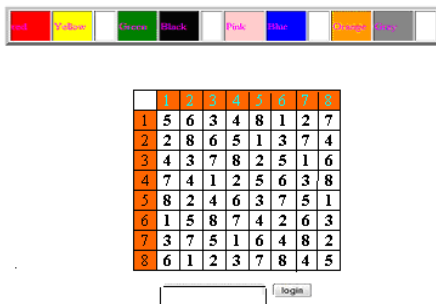 red Yellow Green Black Pink Blue Orange Gray
1 2 3 4 5 6 7 8
1 5 6 3 4 8 1 2 7
2 2 8 6 5 1 3 7 4
3 4 3 7 8 2 5 1 6
4 7 4 1 2 5 6 3 8
5 8 2 4 6 3 7 5 1
6 1 5 8 7 4 2 6 3
7 3 7 5 1 6 4 8 2
8 6 1 2 3 7 8 4 5
login